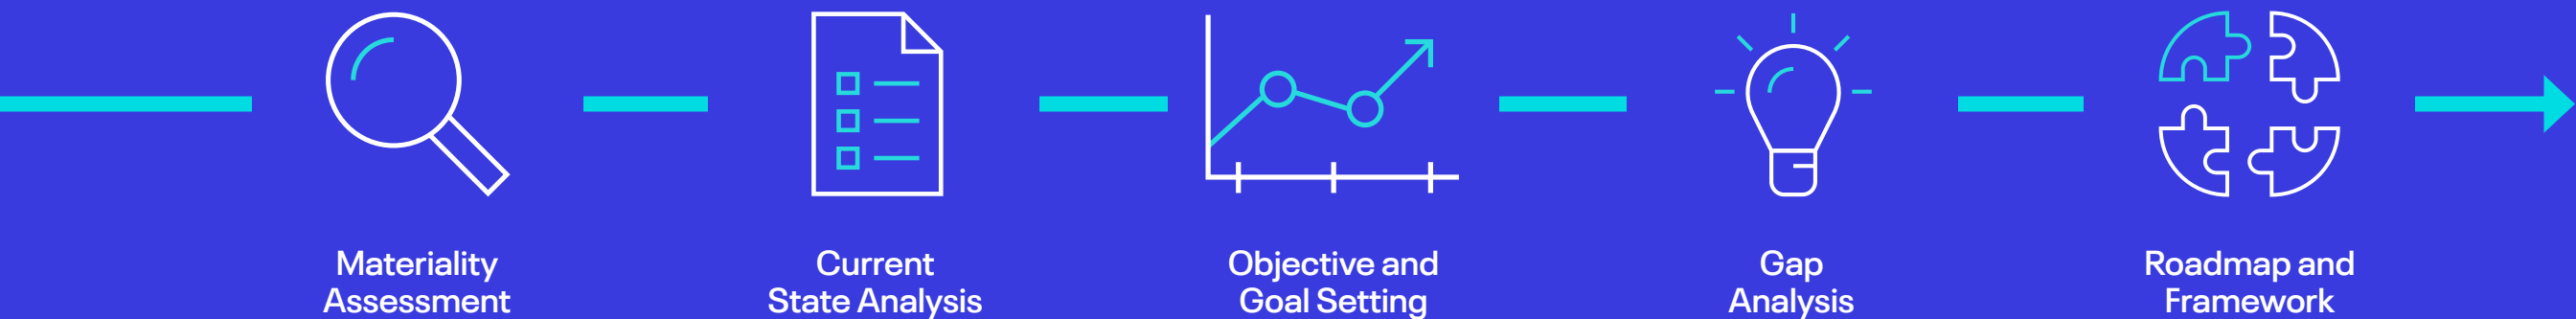 Materiality
Assessment
Current
State Analysis
Objective and
Goal Setting
Gap
Analysis
Roadmap and
Framework